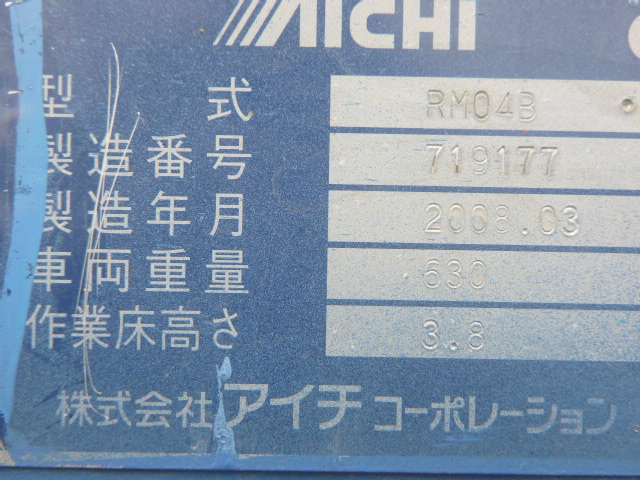 AICHI
型式 RM04B
製造番号 719177
製造年月 2008.03
車両重量 630
作業床高さ 3.8
株式会社アイチコーポレーション